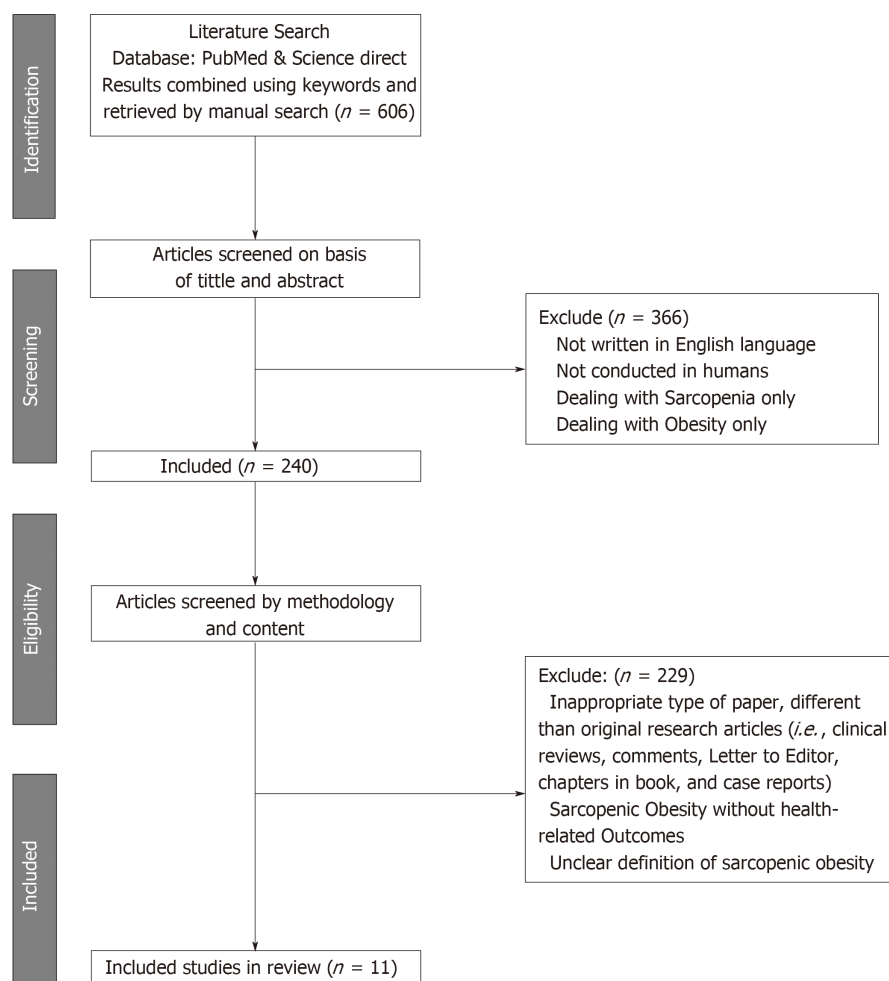 Identification
Literature Search
Database: PubMed & Science direct
Results combined using keywords and
retrieved by manual search (n = 606)
Articles screened on basis
of tittle and abstract
Screening
Exclude (n = 366)
Not written in English language
Not conducted in humans
Dealing with Sarcopenia only
Dealing with Obesity only
Included (n = 240)
Eligibility
Articles screened by methodology
and content
Exclude: (n = 229)
Inappropriate type of paper, different
than original research articles (i.e., clinical
reviews, comments, Letter to Editor,
chapters in book, and case reports)
Sarcopenic Obesity without health-
related Outcomes
Unclear definition of sarcopenic obesity
Included
Included studies in review (n = 11)